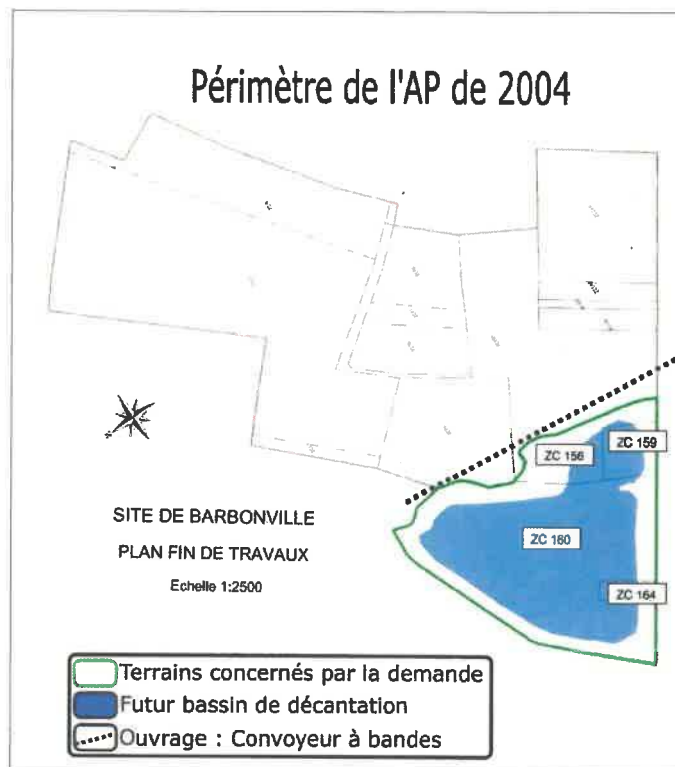 Périmètre de l'AP de 2004
ZC 156
ZC 159
ZC 160
ZC 164
SITE DE BARBONVILLE
PLAN FIN DE TRAVAUX
Echelle 1:2500
Terrains concernés par la demande
Futur bassin de décantation
Ouvrage : Convoyeur à bandes